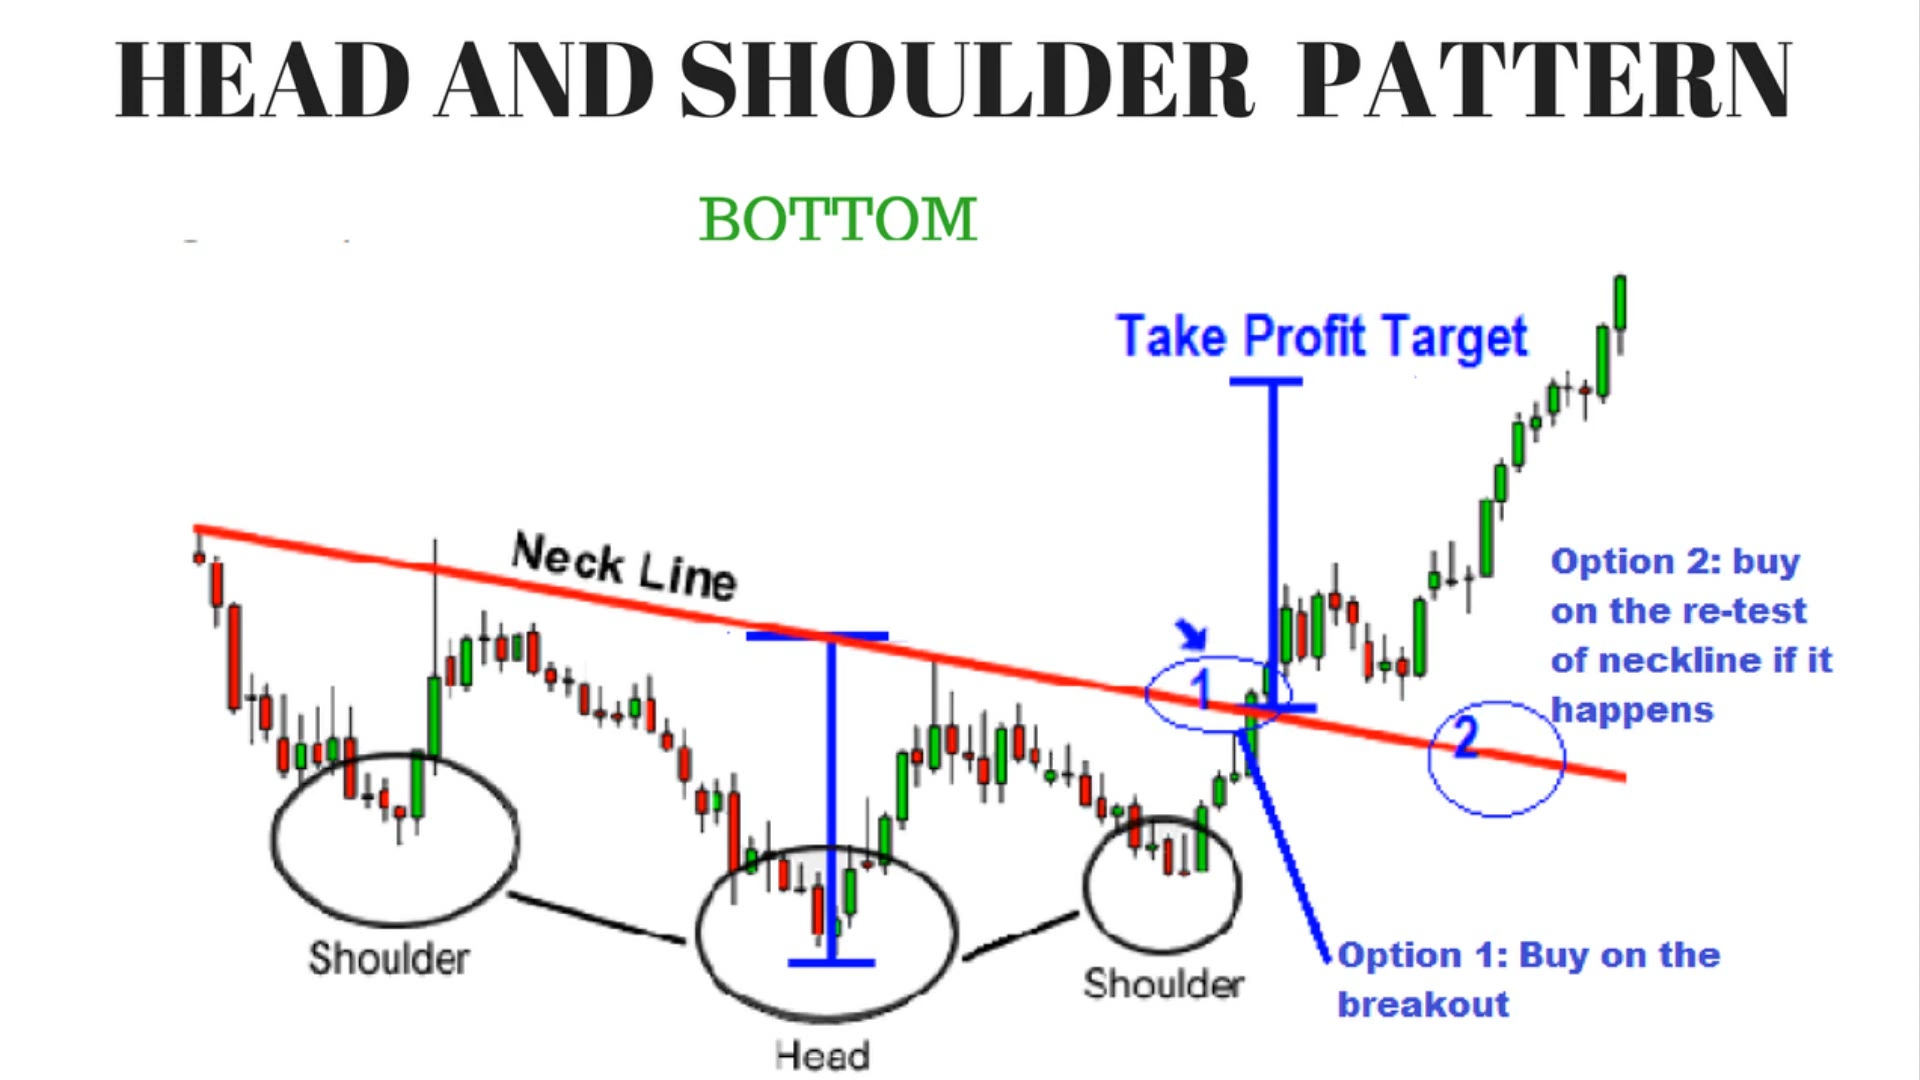 HEAD AND SHOULDER PATTERN
BOTTOM
Take Profit Target
Neck Line
Option 2: buy
on the re-test
of neckline if it
happens
1
2
Shoulder
Shoulder
Head
Option 1: Buy on the
breakout